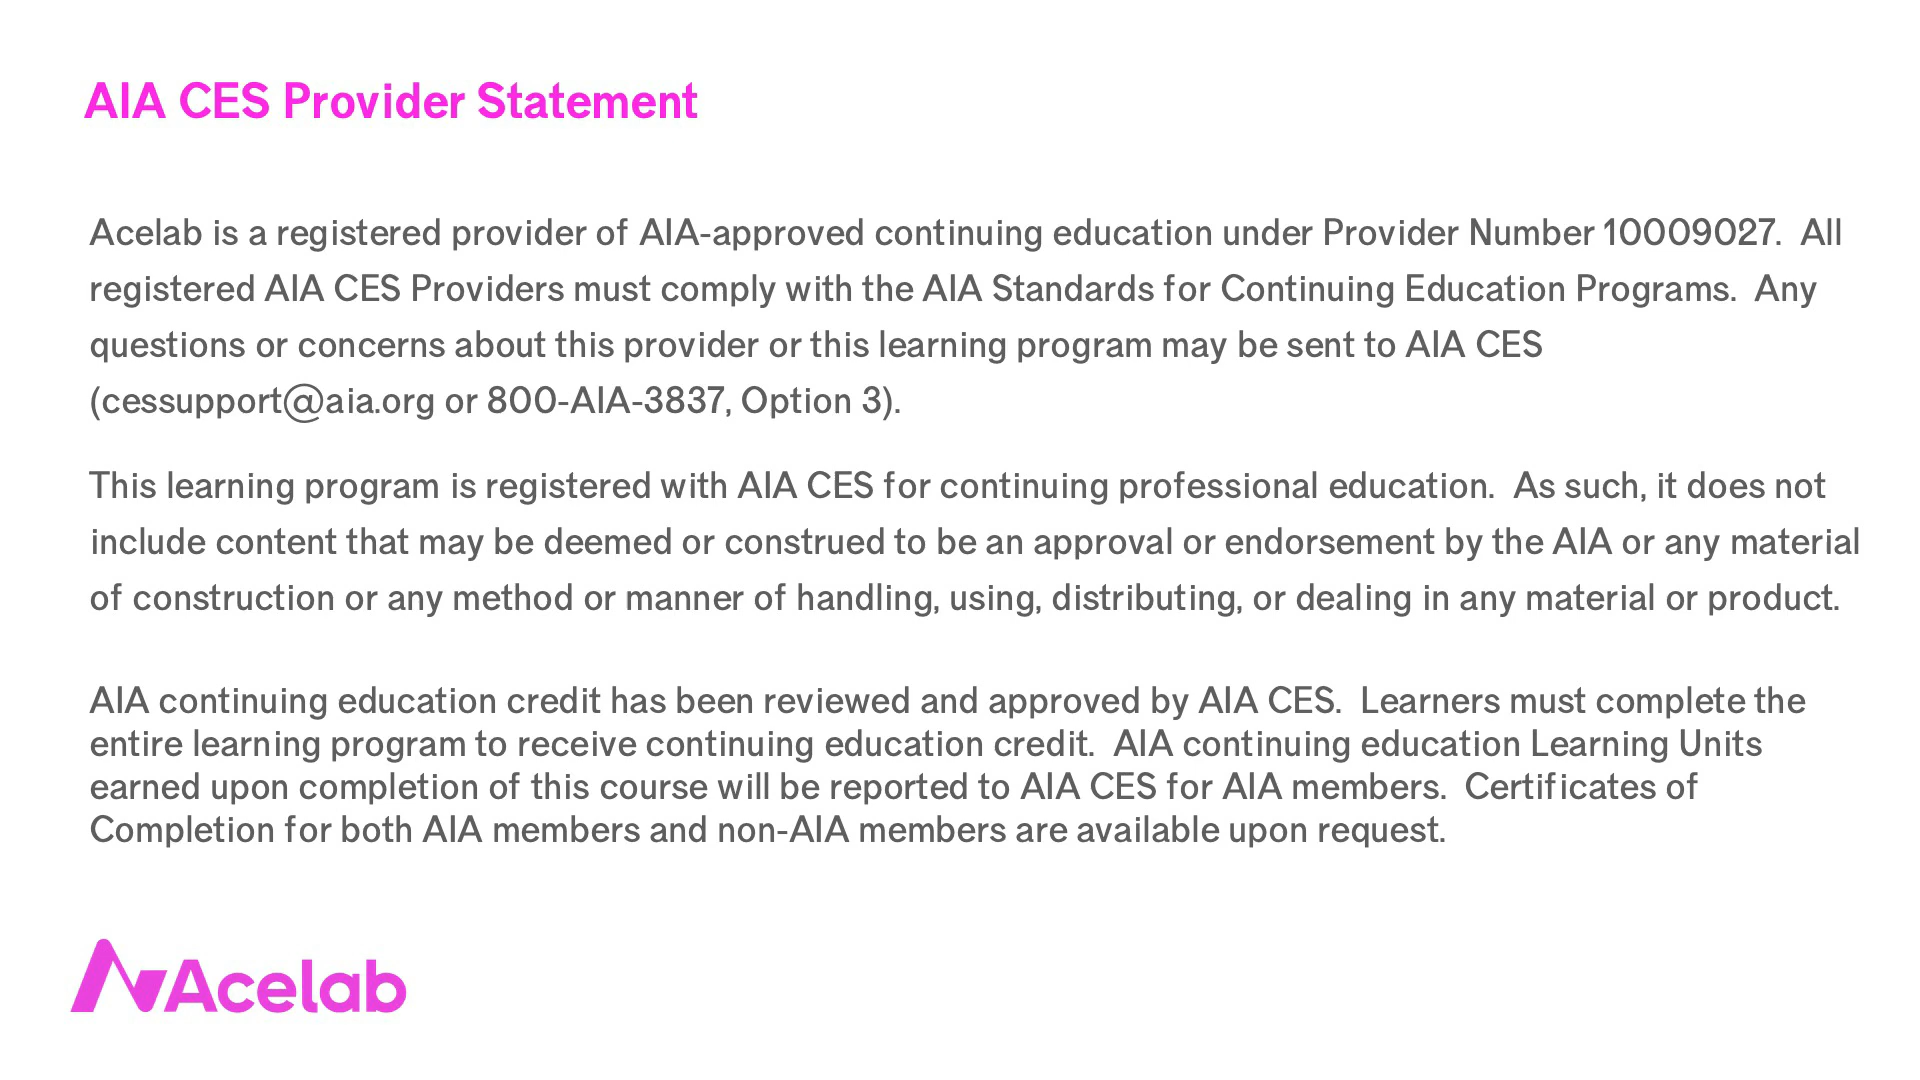 AIA CES Provider Statement
Acelab is a registered provider of AIA-approved continuing education under Provider Number 10009027.  All
registered AIA CES Providers must comply with the AIA Standards for Continuing Education Programs.  Any
questions or concerns about this provider or this learning program may be sent to AIA CES
(cessupport@aia.org or 800-AIA-3837, Option 3).
This learning program is registered with AIA CES for continuing professional education.  As such, it does not
include content that may be deemed or construed to be an approval or endorsement by the AIA or any material
of construction or any method or manner of handling, using, distributing, or dealing in any material or product.
AIA continuing education credit has been reviewed and approved by AIA CES.  Learners must complete the
entire learning program to receive continuing education credit.  AIA continuing education Learning Units
earned upon completion of this course will be reported to AIA CES for AIA members.  Certificates of
Completion for both AIA members and non-AIA members are available upon request.
Acelab